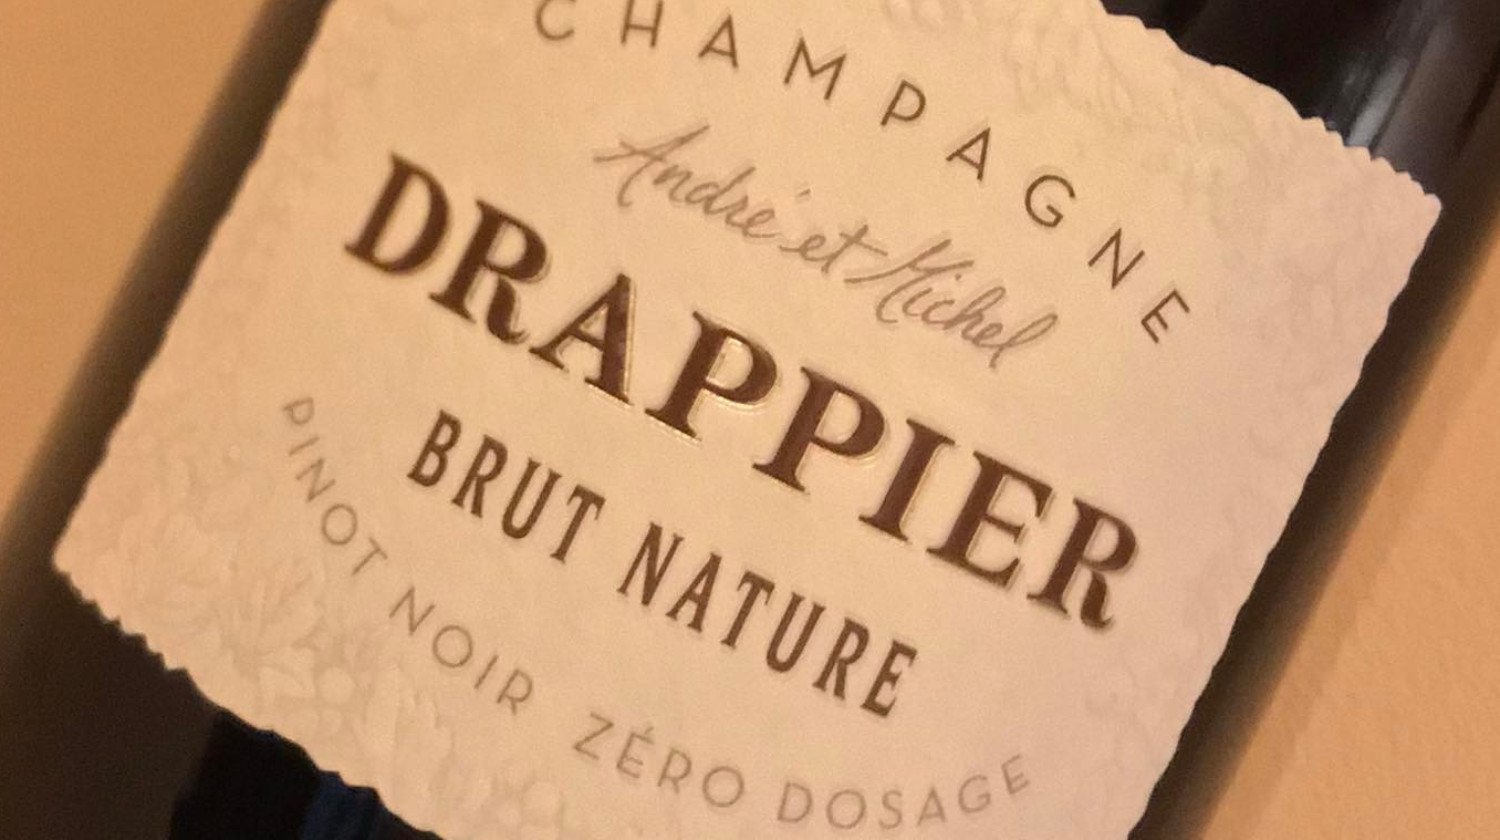 CHAMPAGNE
André et Michel
DRAPPIER
BRUT NATURE
PINOT NOIR ZÉRO DOSAGE